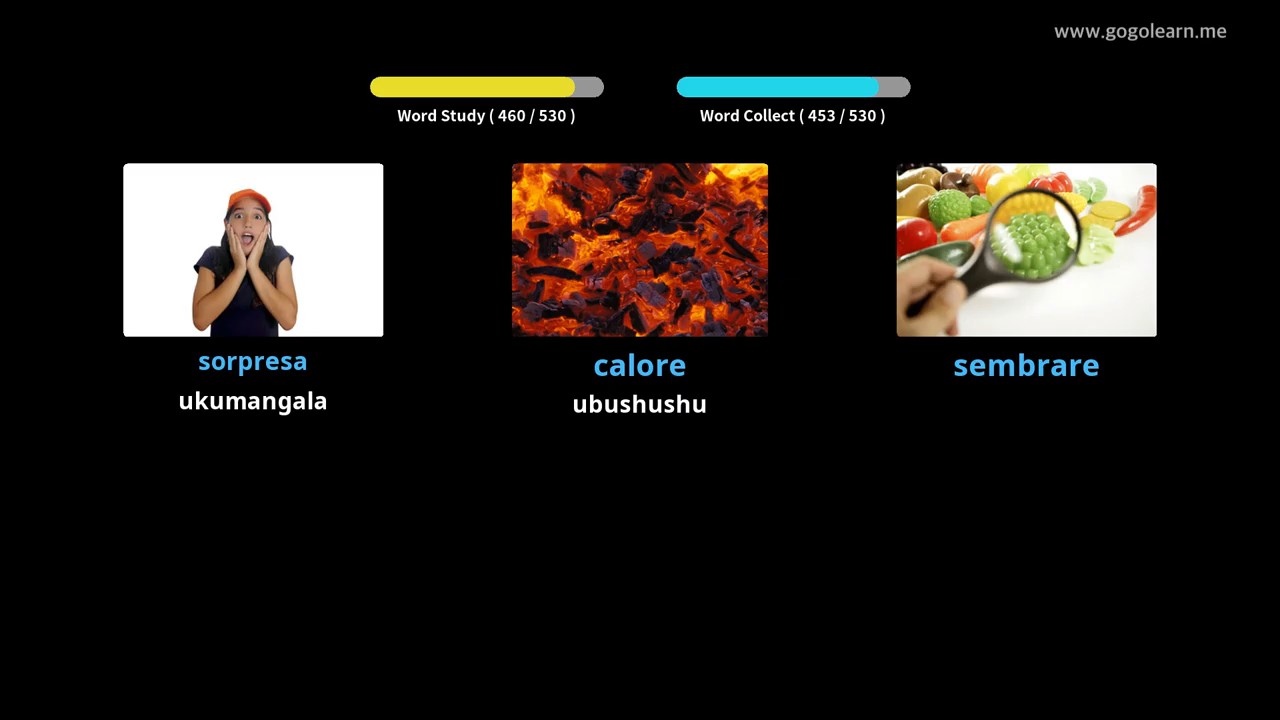 www.gogolearn.me
Word Study ( 460 / 530 )
Word Collect ( 453 / 530 )
sorpresa
ukumangala
calore
ubushushu
sembrare